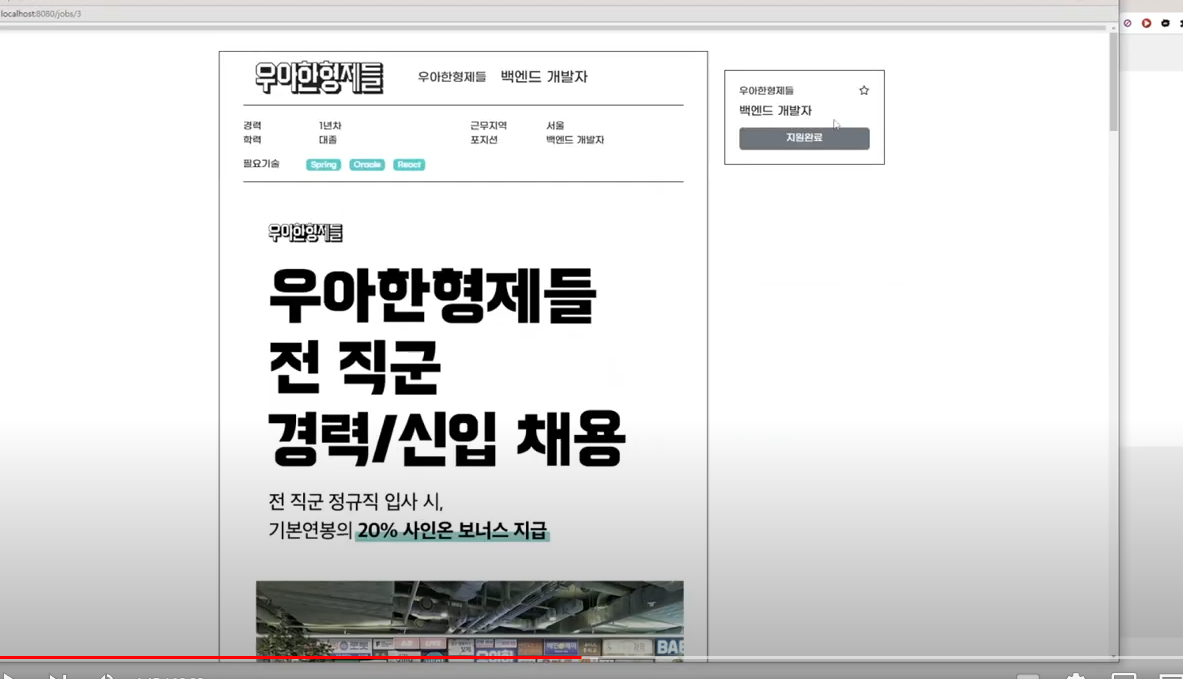 localhost:8080/jobs/3
우아한형제들 우아한형제들 백엔드 개발자
경력 1년차 근무지역 서울
학력 대졸 포지션 백엔드 개발자
필요기술 Spring Oracle React
우아한형제들
백엔드 개발자
지원완료
우아한형제들
우아한형제들
전 직군
경력/신입 채용
전 직군 정규직 입사 시,
기본연봉의 20% 사인온 보너스 지급